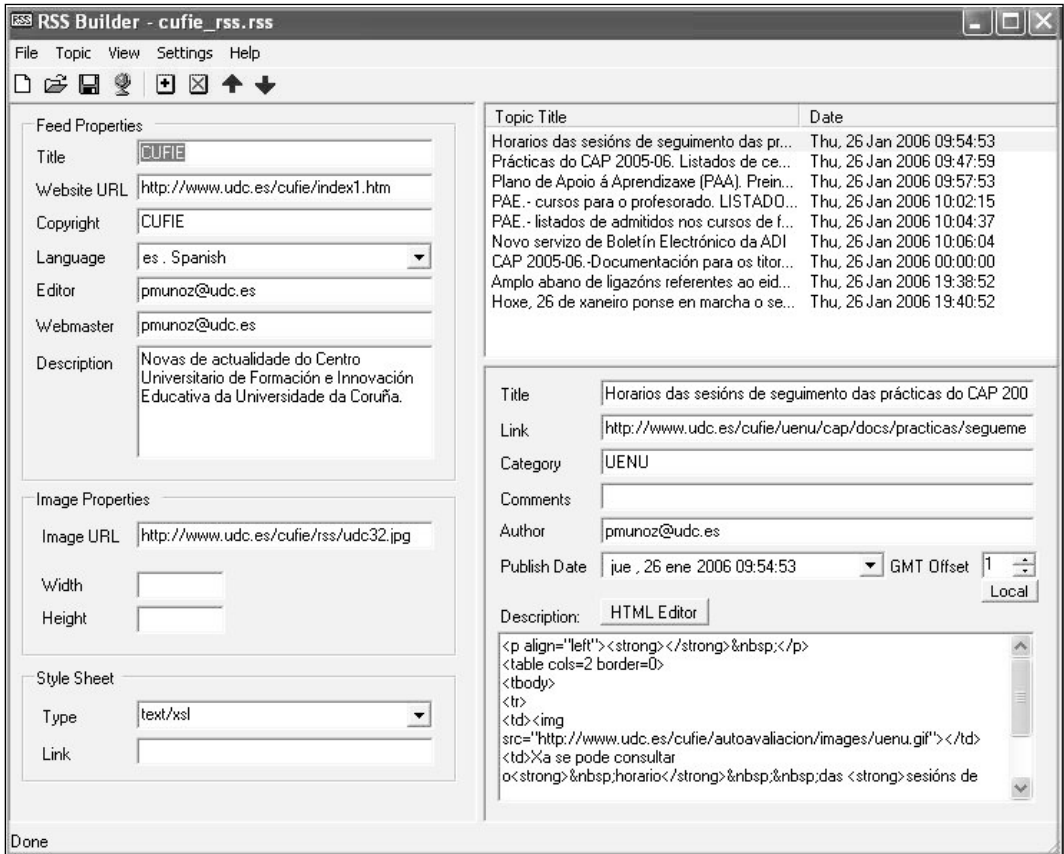 RSS Builder - cufie_rss.rss
File Topic View Settings Help
Feed Properties
Title CUFIE
Website URL http://www.udc.es/cufie/index1.htm
Copyright CUFIE
Language es . Spanish
Editor pmunoz@udc.es
Webmaster pmunoz@udc.es
Description Novas de actualidade do Centro
Universitario de Formación e Innovación
Educativa da Universidade da Coruña.
Image Properties
Image URL http://www.udc.es/cufie/rss/udc32.jpg
Width
Height
Style Sheet
Type text/xsl
Link
Topic Title Date
Horarios das sesións de seguimento das pr... Thu, 26 Jan 2006 09:54:53
Prácticas do CAP 2005-06. Listados de ce... Thu, 26 Jan 2006 09:47:59
Plano de Apoio á Aprendizaxe (PAA). Prein... Thu, 26 Jan 2006 09:57:53
PAE.- cursos para o profesorado. LISTADO... Thu, 26 Jan 2006 10:02:15
PAE.- listados de admitidos nos cursos de f... Thu, 26 Jan 2006 10:04:37
Novo servizo de Boletín Electrónico da ADI Thu, 26 Jan 2006 10:06:04
CAP 2005-06.-Documentación para os titor... Thu, 26 Jan 2006 00:00:00
Amplo abano de ligazóns referentes ao eid... Thu, 26 Jan 2006 19:38:52
Hoxe, 26 de xaneiro ponse en marcha o se... Thu, 26 Jan 2006 19:40:52
Title Horarios das sesións de seguimento das prácticas do CAP 200
Link http://www.udc.es/cufie/uenu/cap/docs/practicas/segueme
Category UENU
Comments
Author pmunoz@udc.es
Publish Date jue , 26 ene 2006 09:54:53 GMT Offset 1
Local
Description: HTML Editor
<p align="left"><strong></strong>&nbsp;</p>
<table cols=2 border=0>
<tbody>
<tr>
<td><img
src="http://www.udc.es/cufie/autoavaliacion/images/uenu.gif"></td>
<td>Xa se pode consultar
o<strong>&nbsp;horario</strong>&nbsp;&nbsp;das <strong>sesións de
Done